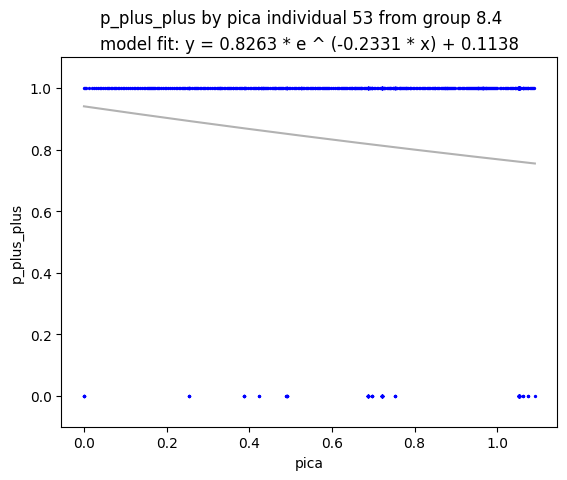 p_plus_plus by pica individual 53 from group 8.4
model fit: y = 0.8263 * e ^ (-0.2331 * x) + 0.1138
1.0
0.8
0.6
0.4
0.2
0.0
p_plus_plus
0.0 0.2 0.4 0.6 0.8 1.0
pica